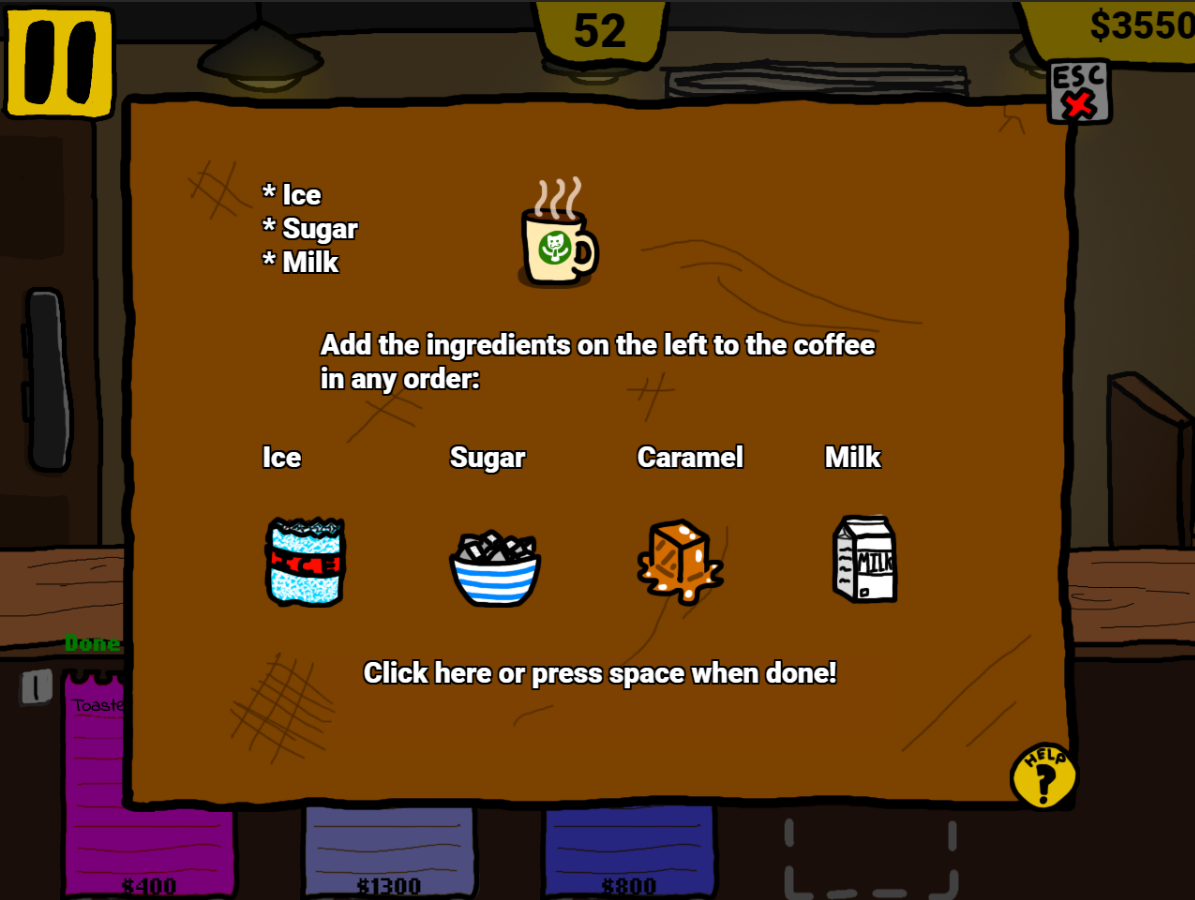 52
$3550
ESC
* Ice
* Sugar
* Milk
Add the ingredients on the left to the coffee
in any order:
Ice
Sugar
Caramel
Milk
ICE
MILK
Click here or press space when done!
Done
1
Toaste
HELP
?
$400
$1300
$800